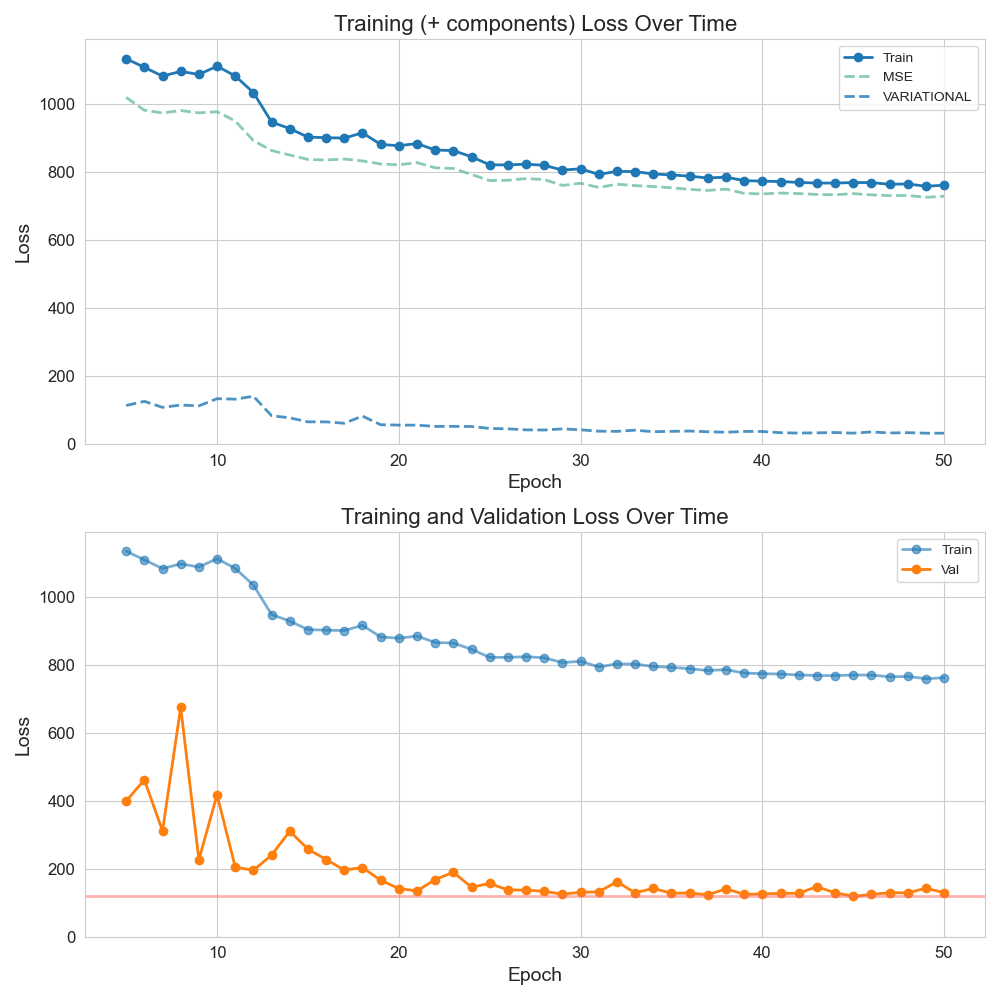 Training (+ components) Loss Over Time
Train
MSE
VARIATIONAL
Loss
1000
800
600
400
200
0
10 20 30 40 50
Epoch
Training and Validation Loss Over Time
Train
Val
Loss
1000
800
600
400
200
0
10 20 30 40 50
Epoch